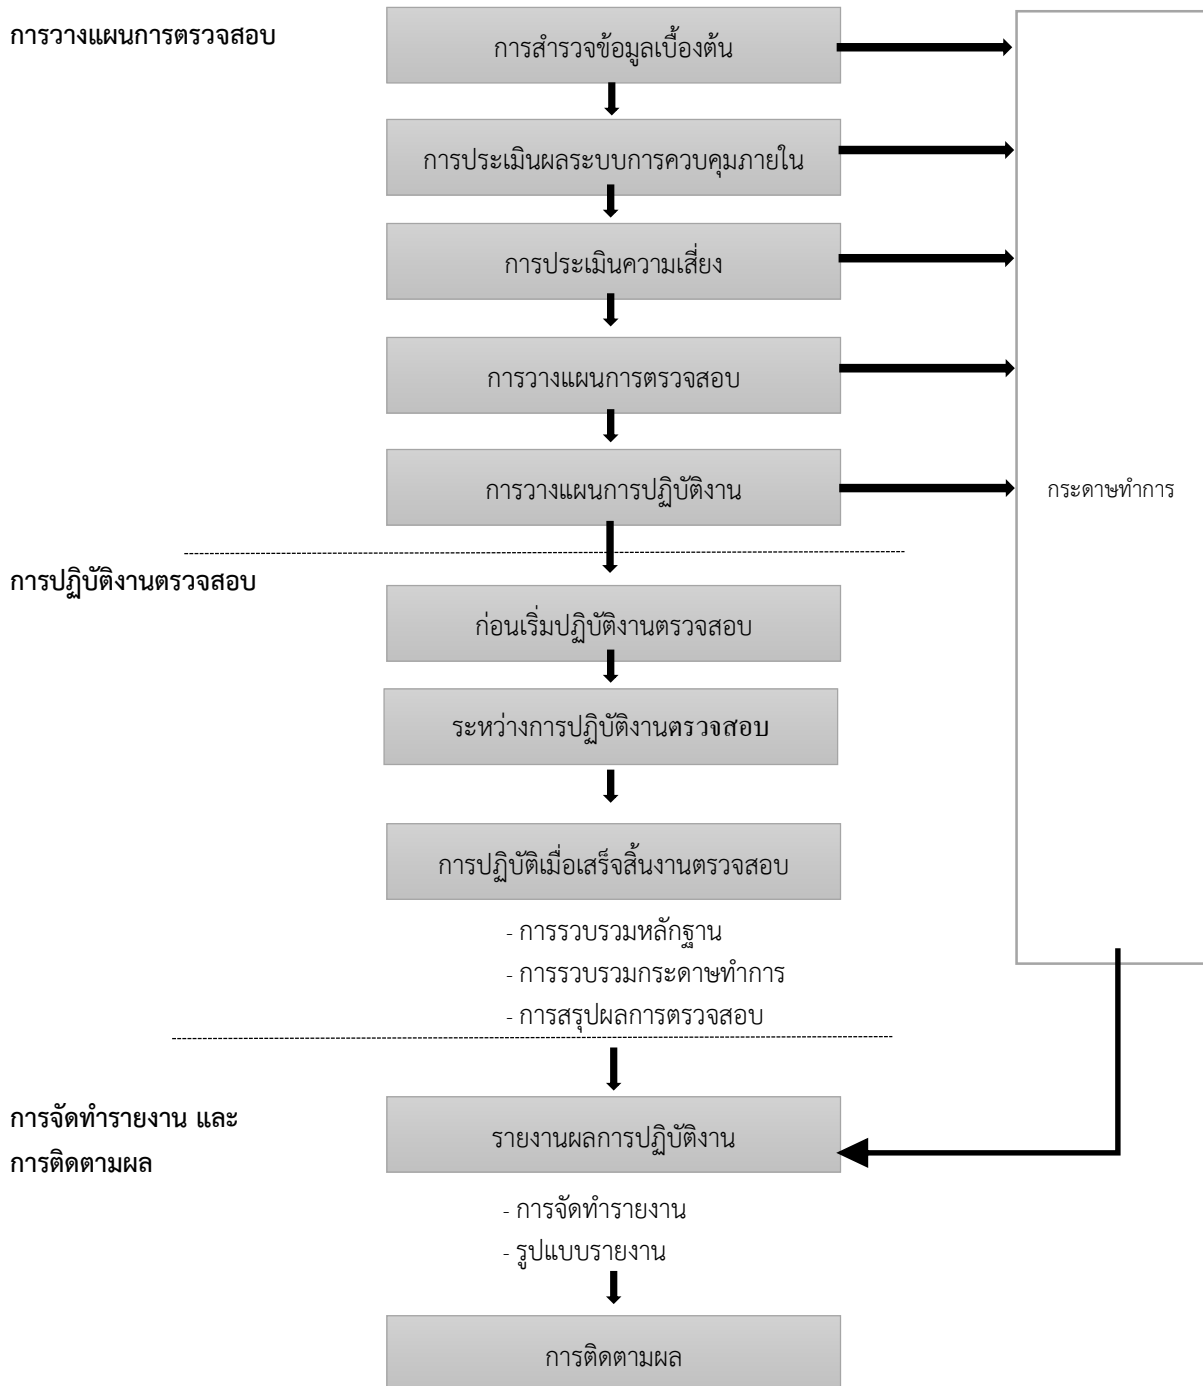 การวางแผนการตรวจสอบ
การสำรวจข้อมูลเบื้องต้น
การประเมินผลระบบการควบคุมภายใน
การประเมินความเสี่ยง
การวางแผนการตรวจสอบ
การวางแผนการปฏิบัติงาน
กระดาษทำการ
การปฏิบัติงานตรวจสอบ
ก่อนเริ่มปฏิบัติงานตรวจสอบ
ระหว่างการปฏิบัติงานตรวจสอบ
การปฏิบัติเมื่อเสร็จสิ้นงานตรวจสอบ
- การรวบรวมหลักฐาน
- การรวบรวมกระดาษทำการ
- การสรุปผลการตรวจสอบ
การจัดทำรายงาน และ
การติดตามผล
รายงานผลการปฏิบัติงาน
- การจัดทำรายงาน
- รูปแบบรายงาน
การติดตามผล